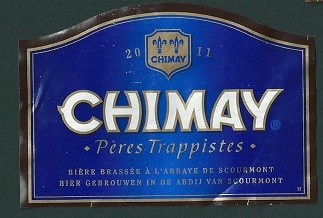 20 11
CHIMAY
CHIMAY®
• Pères Trappistes •
BIÈRE BRASSÉE À L'ABBAYE DE SCOURMONT
BIER GEBROUWEN IN DE ABDIJ VAN SCOURMONT